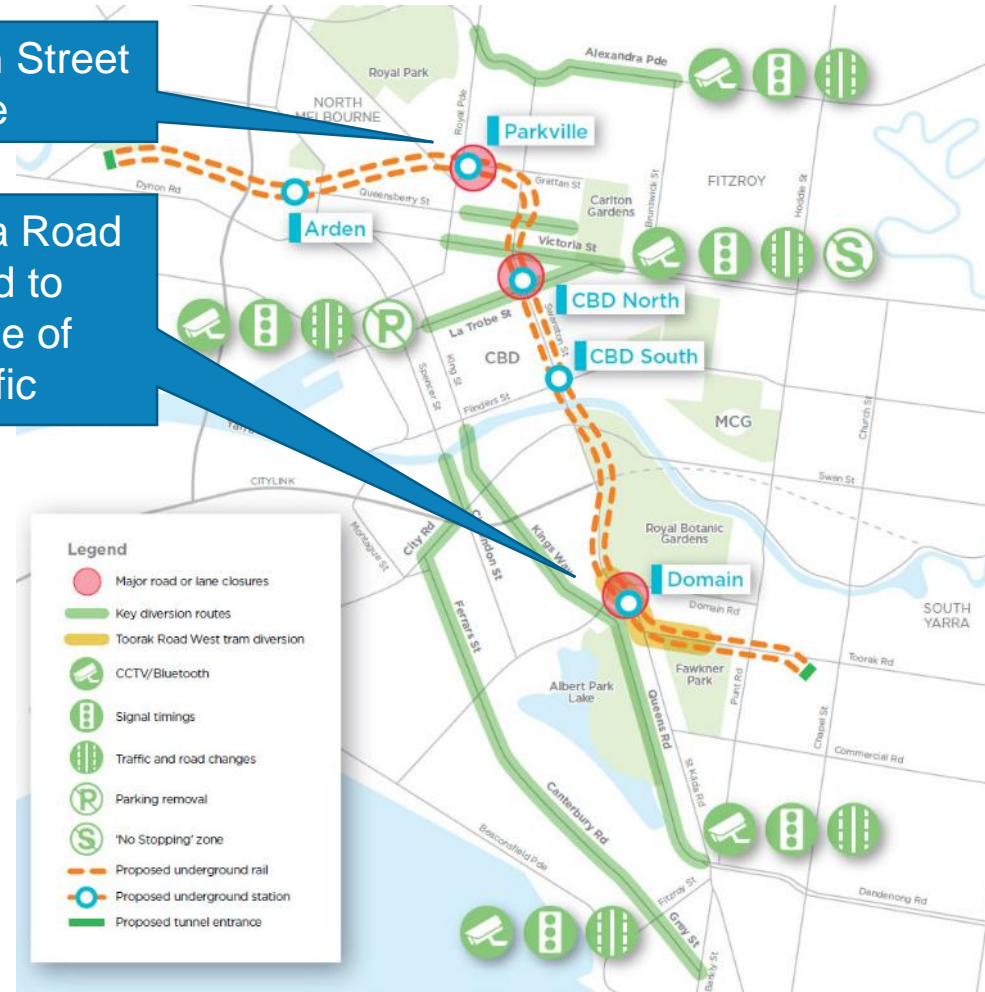 n Street
e
a Road
d to
e of
fic
Alexandra Pde
Royal Park
NORTH
MELBOURNE
Royal Pde
Parkville
Dynon Rd
Queensberry St
Grattan St
Carlton
Gardens
Brunswick St
FITZROY
Hoddle St
Arden
Victoria St
CBD North
La Trobe St
Swanston St
CBD
CBD South
King St
Spencer St
Flinders St
MCG
Church St
CITYLINK
Swan St
Montague St
City Rd
Kings Way
Royal Botanic
Gardens
Domain
Domain Rd
SOUTH
YARRA
Toorak Rd
Ferrars St
Albert Park
Lake
Fawkner
Park
Punt Rd
Queens Rd
St Kilda Rd
Chapel St
Commercial Rd
Canterbury Rd
Beaconsfield Pde
Fitzroy St
Grey St
Barkly St
Dandenong Rd
P
S
Legend
Major road or lane closures
Key diversion routes
Toorak Road West tram diversion
CCTV/Bluetooth
Signal timings
Traffic and road changes
P
Parking removal
S
'No Stopping' zone
Proposed underground rail
Proposed underground station
Proposed tunnel entrance